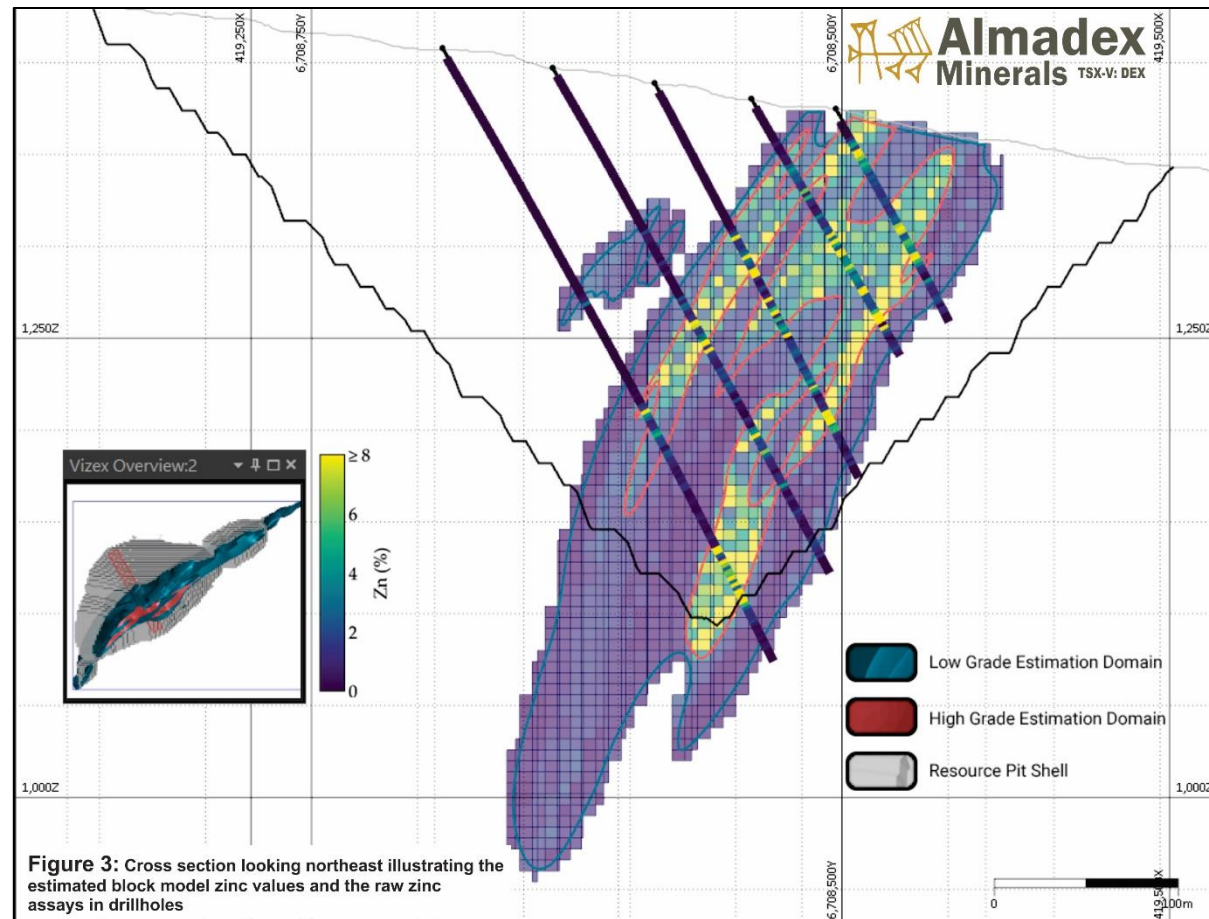 419,250X
6,708,750Y
6,708,500Y
419,500X
Almadex
Minerals TSX-V: DEX
1,250Z
1,250Z
Vizex Overview:2
≥ 8
6
4
2
0
Zn (%)
Low Grade Estimation Domain
High Grade Estimation Domain
Resource Pit Shell
1,000Z
1,000Z
Figure 3: Cross section looking northeast illustrating the
estimated block model zinc values and the raw zinc
assays in drillholes
6,708,500Y
419,500X
0
100m